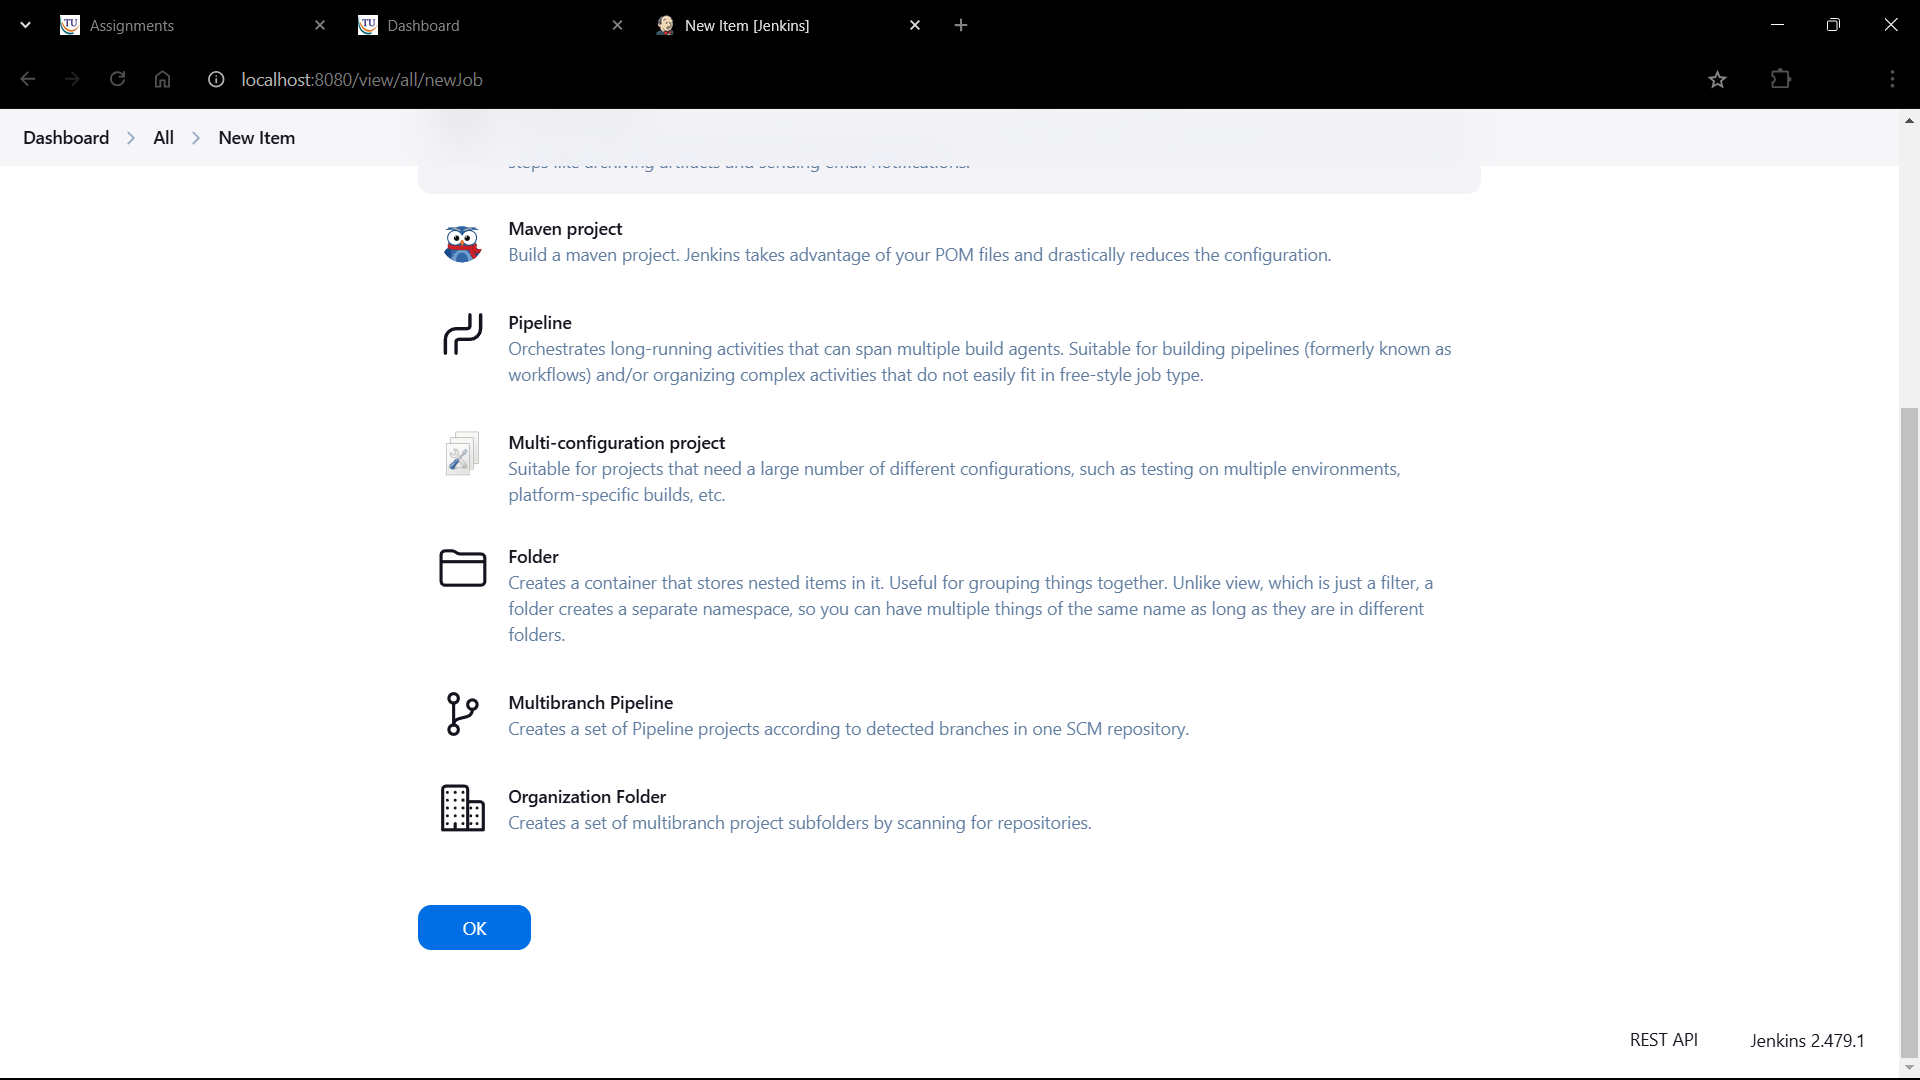 Assignments
Dashboard
New Item [Jenkins]
localhost:8080/view/all/newJob
Dashboard > All > New Item
steps like archiving artifacts and sending email notifications.
Maven project
Build a maven project. Jenkins takes advantage of your POM files and drastically reduces the configuration.
Pipeline
Orchestrates long-running activities that can span multiple build agents. Suitable for building pipelines (formerly known as
workflows) and/or organizing complex activities that do not easily fit in free-style job type.
Multi-configuration project
Suitable for projects that need a large number of different configurations, such as testing on multiple environments,
platform-specific builds, etc.
Folder
Creates a container that stores nested items in it. Useful for grouping things together. Unlike view, which is just a filter, a
folder creates a separate namespace, so you can have multiple things of the same name as long as they are in different
folders.
Multibranch Pipeline
Creates a set of Pipeline projects according to detected branches in one SCM repository.
Organization Folder
Creates a set of multibranch project subfolders by scanning for repositories.
OK
REST API
Jenkins 2.479.1